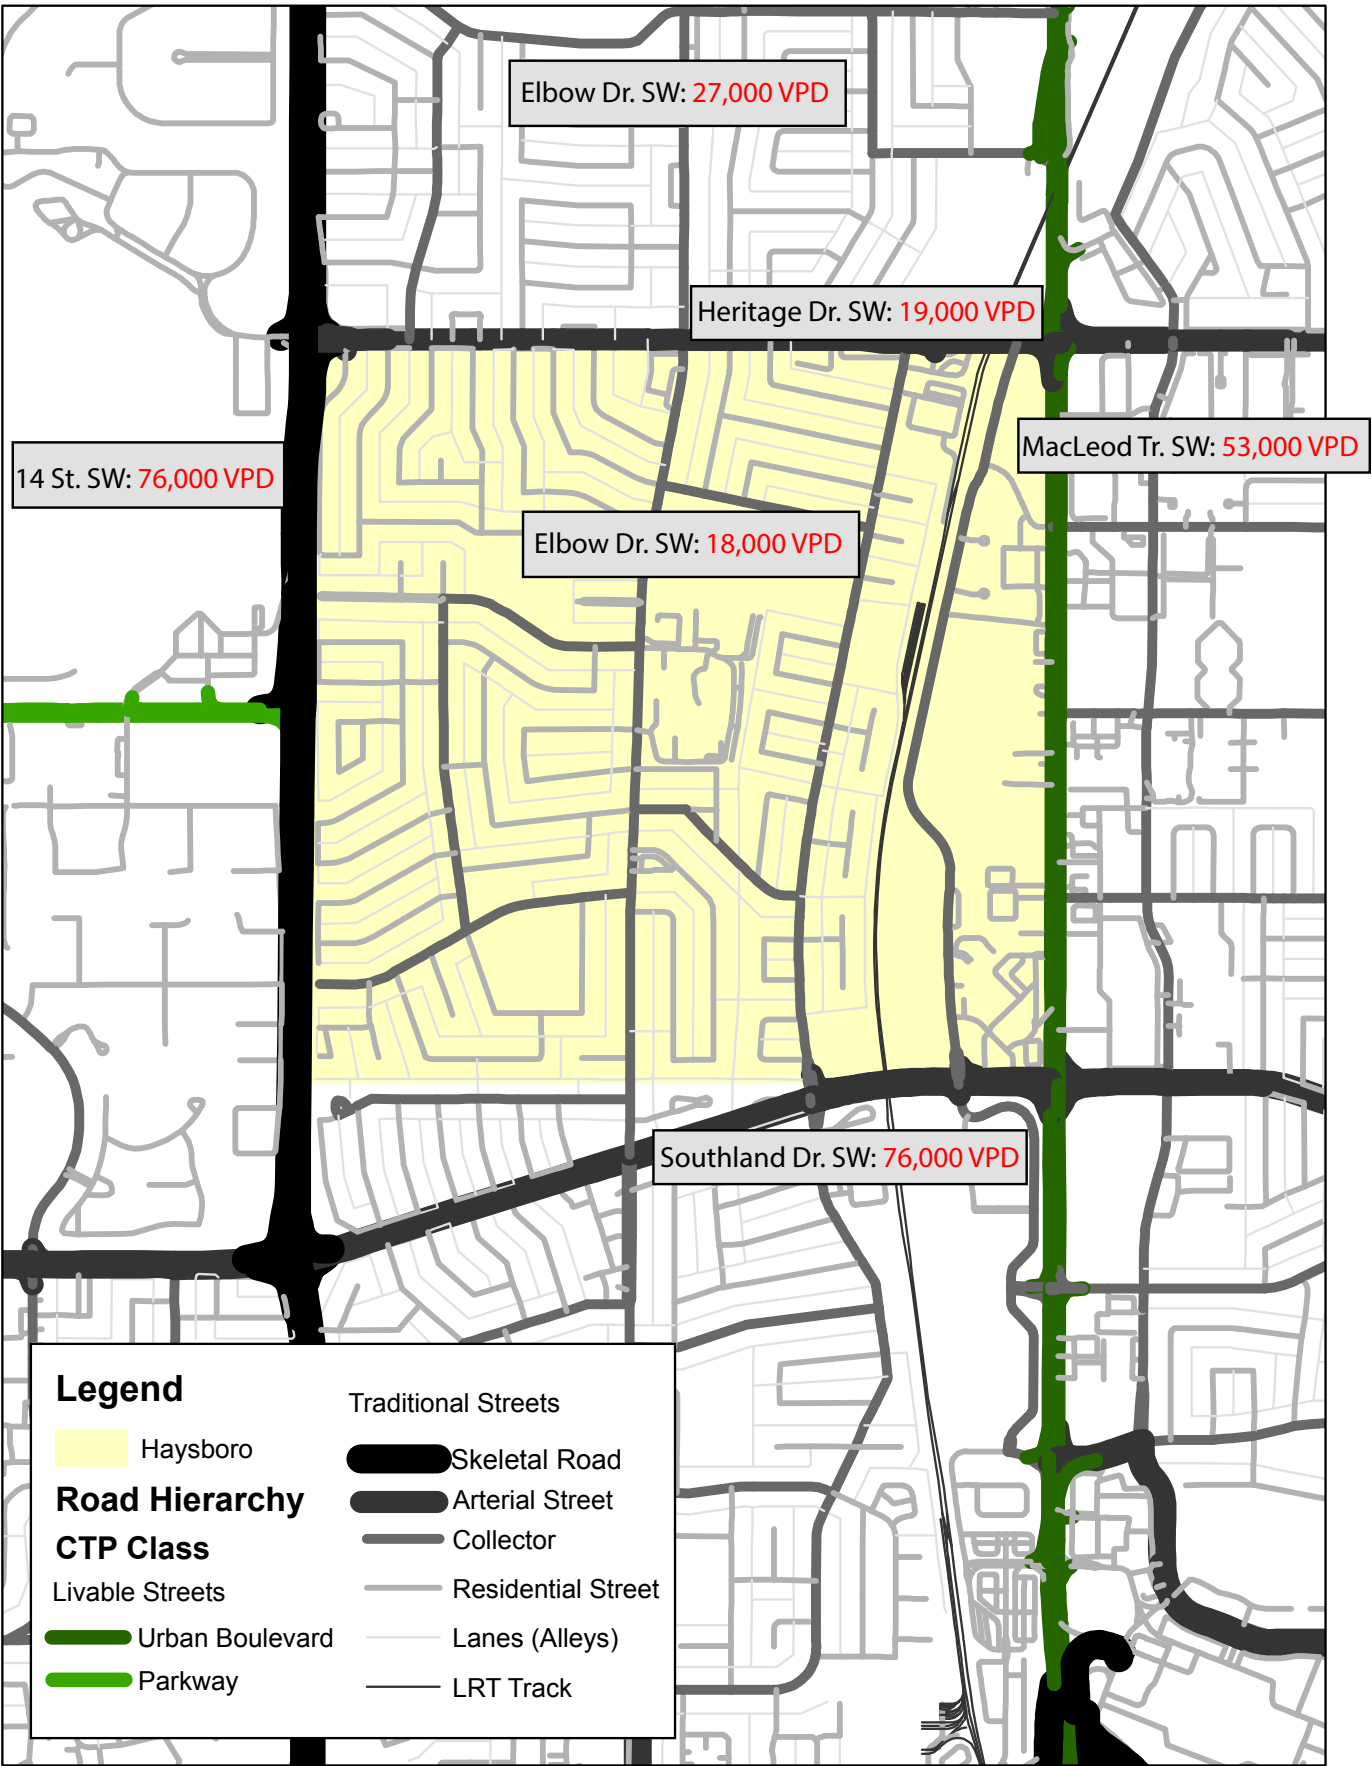 Elbow Dr. SW: 27,000 VPD
Heritage Dr. SW: 19,000 VPD
MacLeod Tr. SW: 53,000 VPD
14 St. SW: 76,000 VPD
Elbow Dr. SW: 18,000 VPD
Southland Dr. SW: 76,000 VPD
Legend
Haysboro
Road Hierarchy
CTP Class
Livable Streets
Urban Boulevard
Parkway
Traditional Streets
Skeletal Road
Arterial Street
Collector
Residential Street
Lanes (Alleys)
LRT Track